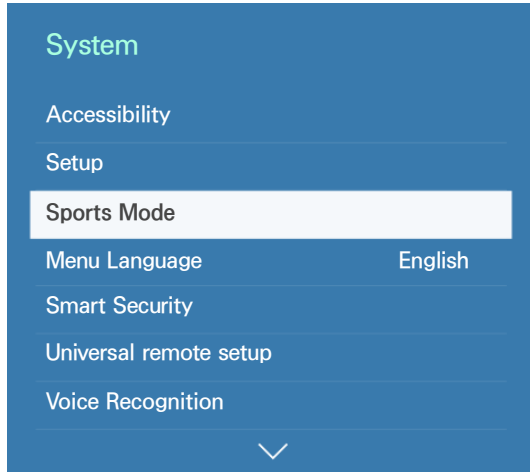 System
Accessibility
Setup
Sports Mode
Menu Language English
Smart Security
Universal remote setup
Voice Recognition